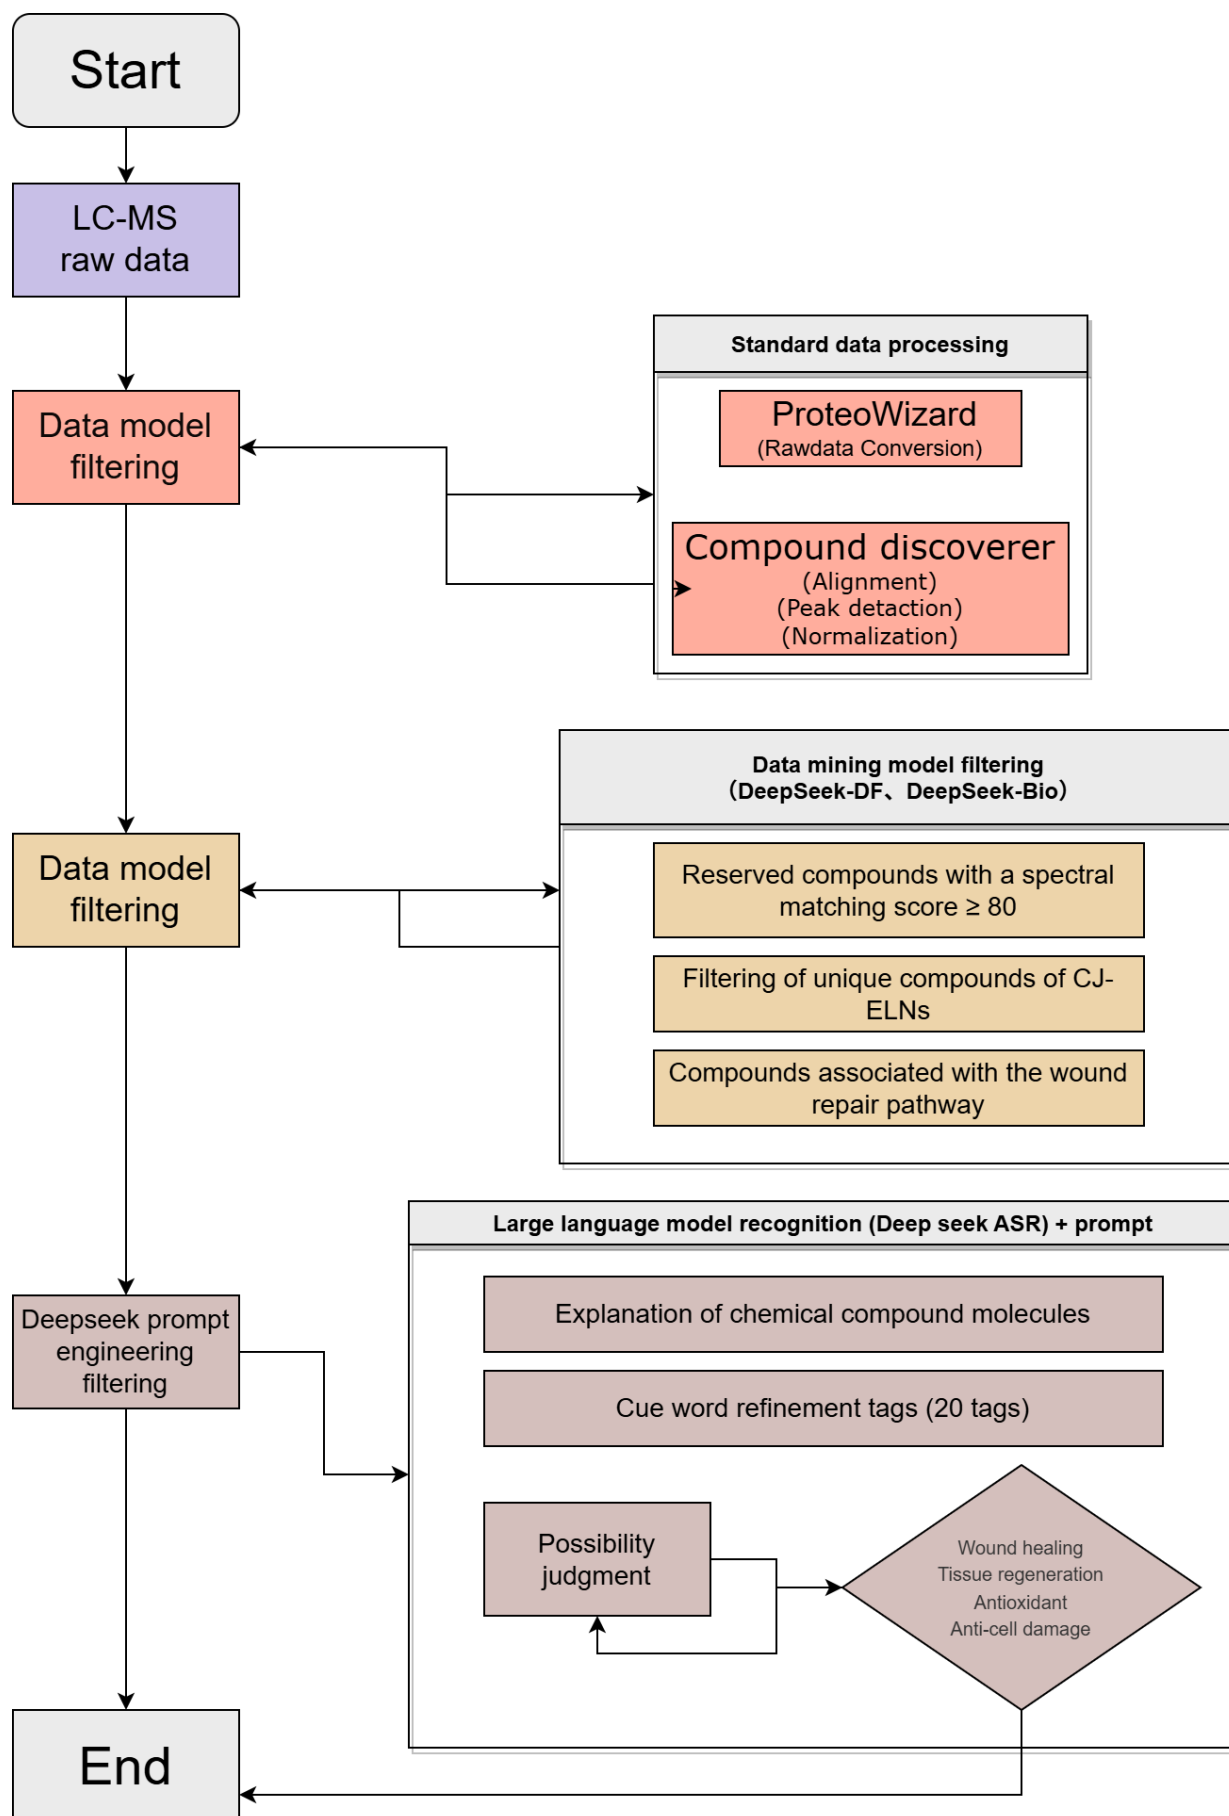 Start
LC-MS
raw data
Data model
filtering
Standard data processing
ProteoWizard
(Rawdata Conversion)
Compound discoverer
(Alignment)
(Peak detaction)
(Normalization)
Data mining model filtering
（DeepSeek-DF、DeepSeek-Bio）
Data model
filtering
Reserved compounds with a spectral
matching score ≥ 80
Filtering of unique compounds of CJ-
ELNs
Compounds associated with the wound
repair pathway
Large language model recognition (Deep seek ASR) + prompt
Deepseek prompt
engineering
filtering
Explanation of chemical compound molecules
Cue word refinement tags (20 tags)
Possibility
judgment
Wound healing
Tissue regeneration
Antioxidant
Anti-cell damage
End